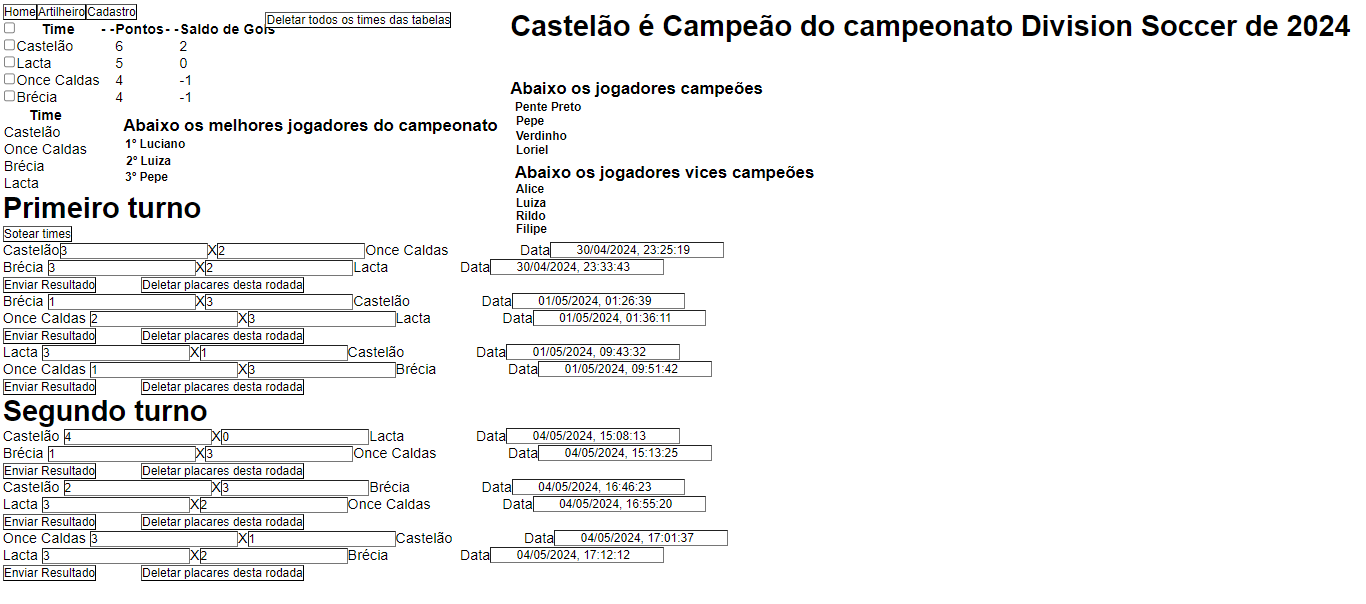 Home Artilheiro Cadastro
Deletar todos os times das tabelas
Castelão é Campeão do campeonato Division Soccer de 2024
Time - -Pontos- -Saldo de Gols
Castelão 6 2
Lacta 5 0
Once Caldas 4 -1
Brécia 4 -1
Time
Castelão
Once Caldas
Brécia
Lacta
Abaixo os melhores jogadores do campeonato
1° Luciano
2° Luiza
3° Pepe
Abaixo os jogadores campeões
Pente Preto
Pepe
Verdinho
Loriel
Abaixo os jogadores vices campeões
Alice
Luiza
Rildo
Filipe
Primeiro turno
Sotear times
Castelão 3 X 2 Once Caldas Data 30/04/2024, 23:25:19
Brécia 3 X 2 Lacta Data 30/04/2024, 23:33:43
Enviar Resultado Deletar placares desta rodada
Brécia 1 X 3 Castelão Data 01/05/2024, 01:26:39
Once Caldas 2 X 3 Lacta Data 01/05/2024, 01:36:11
Enviar Resultado Deletar placares desta rodada
Lacta 3 X 1 Castelão Data 01/05/2024, 09:43:32
Once Caldas 1 X 3 Brécia Data 01/05/2024, 09:51:42
Enviar Resultado Deletar placares desta rodada
Segundo turno
Castelão 4 X 0 Lacta Data 04/05/2024, 15:08:13
Brécia 1 X 3 Once Caldas Data 04/05/2024, 15:13:25
Enviar Resultado Deletar placares desta rodada
Castelão 2 X 3 Brécia Data 04/05/2024, 16:46:23
Lacta 3 X 2 Once Caldas Data 04/05/2024, 16:55:20
Enviar Resultado Deletar placares desta rodada
Once Caldas 3 X 1 Castelão Data 04/05/2024, 17:01:37
Lacta 3 X 2 Brécia Data 04/05/2024, 17:12:12
Enviar Resultado Deletar placares desta rodada